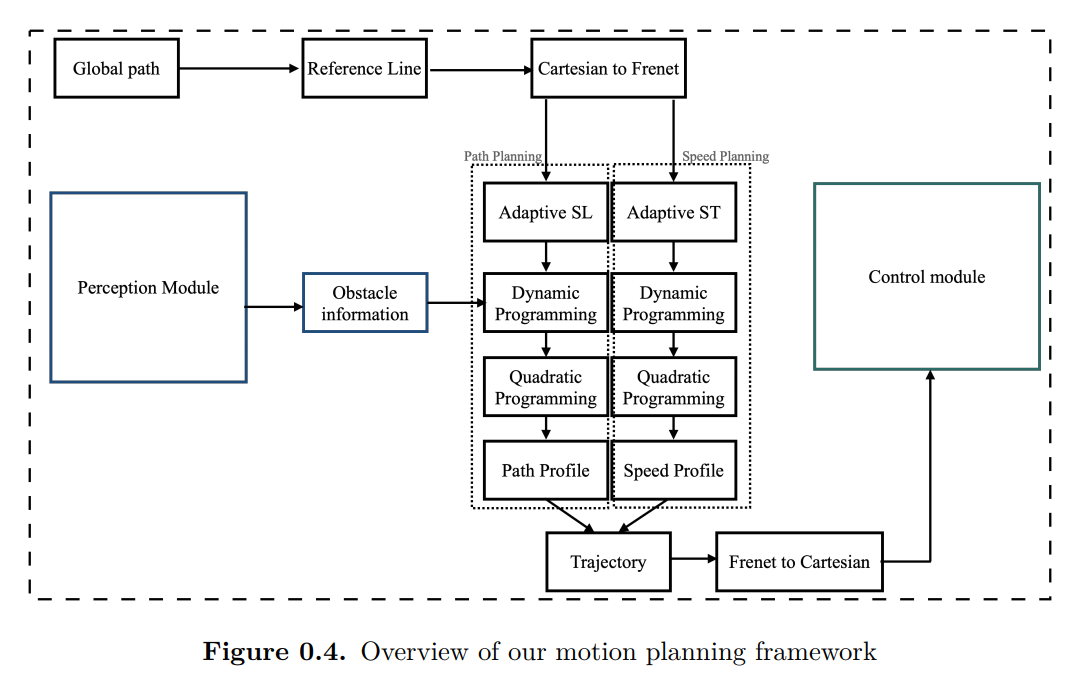 Global path
Reference Line
Cartesian to Frenet
Path Planning
Speed Planning
Adaptive SL
Adaptive ST
Perception Module
Control module
Obstacle
information
Dynamic
Programming
Dynamic
Programming
Quadratic
Programming
Quadratic
Programming
Path Profile
Speed Profile
Trajectory
Frenet to Cartesian
Figure 0.4. Overview of our motion planning framework